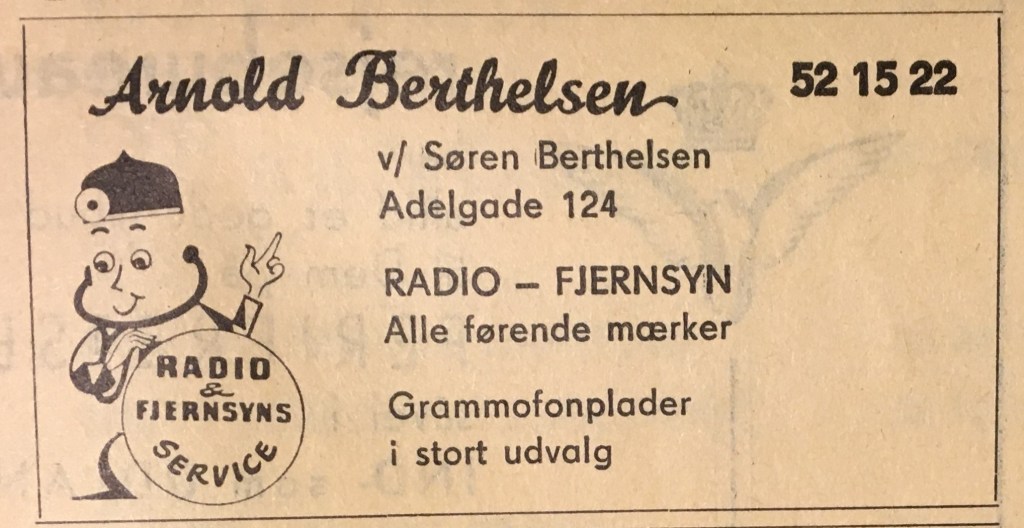 Arnold Berthelsen 52 15 22
v/ Søren Berthelsen
Adelgade 124
RADIO – FJERNSYN
Alle førende mærker
Grammofonplader
i stort udvalg
RADIO
&
FJERNSYNS
SERVICE